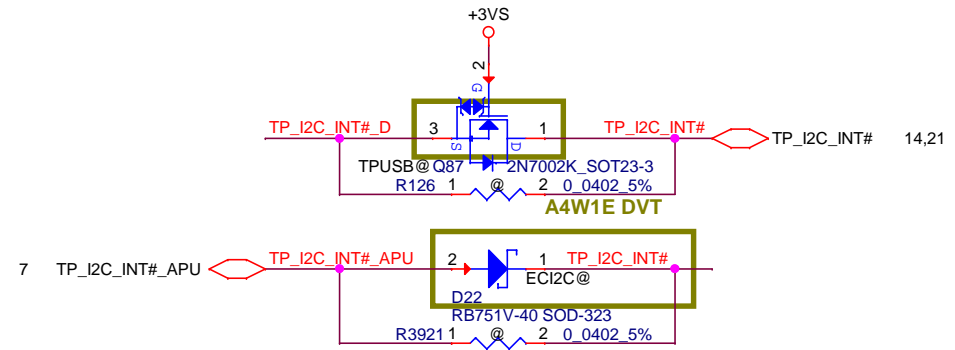 +3VS
2
G
TP_I2C_INT#_D 3 1 TP_I2C_INT# TP_I2C_INT# 14,21
S D
TPUSB@ Q87 2N7002K_SOT23-3
R126 1 @ 2 0_0402_5%
A4W1E DVT
7 TP_I2C_INT#_APU TP_I2C_INT#_APU 2 1 TP_I2C_INT#
ECI2C@
D22
RB751V-40 SOD-323
R3921 1 @ 2 0_0402_5%